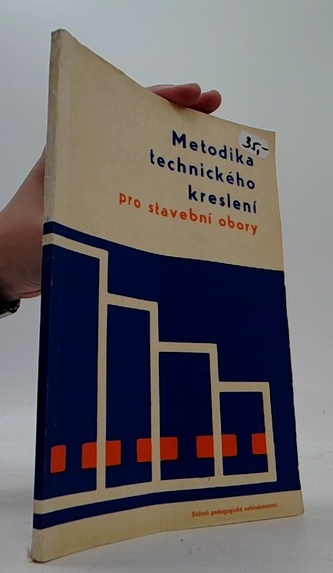 35,-
Metodika
technického
kreslení
pro stavební obory
Státní pedagogické nakladatelství